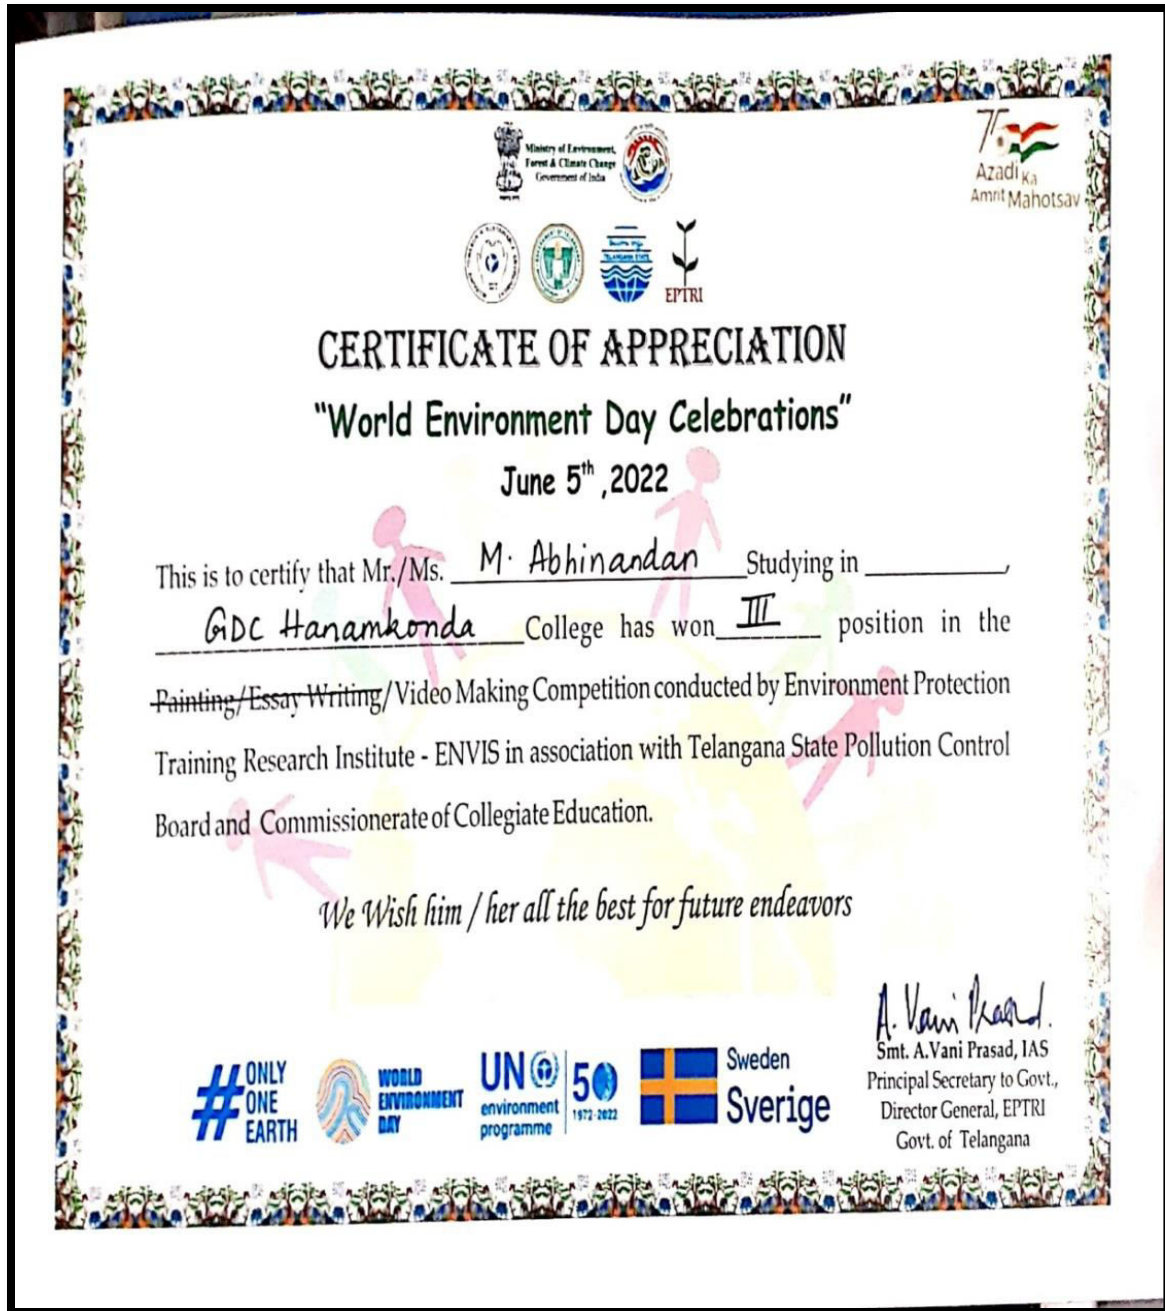 Ministry of Environment,
Forest & Climate Change
Government of India
75
Azadi Ka
Amrit Mahotsav
TELANGANA STATE
EPTRI
CERTIFICATE OF APPRECIATION
"World Environment Day Celebrations"
June 5th ,2022
This is to certify that Mr./Ms. M. Abhinandan Studying in ____________,
GDC Hanamkonda College has won III position in the
Painting/Essay Writing/Video Making Competition conducted by Environment Protection
Training Research Institute - ENVIS in association with Telangana State Pollution Control
Board and Commissionerate of Collegiate Education.
We Wish him / her all the best for future endeavors
A. Vani Prasad.
Smt. A.Vani Prasad, IAS
Principal Secretary to Govt.,
Director General, EPTRI
Govt. of Telangana
#ONLY
ONE
EARTH
WORLD
ENVIRONMENT
DAY
UN
environment
programme
50
1972-2022
Sweden
Sverige